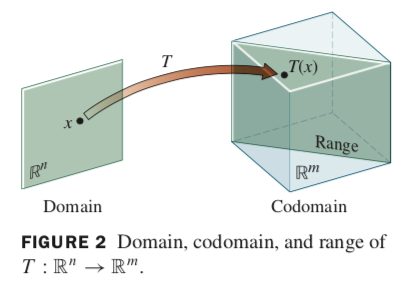 T
T(x)
x
Range
ℝⁿ
ℝᵐ
Domain
Codomain
FIGURE 2 Domain, codomain, and range of
T : ℝⁿ → ℝᵐ.